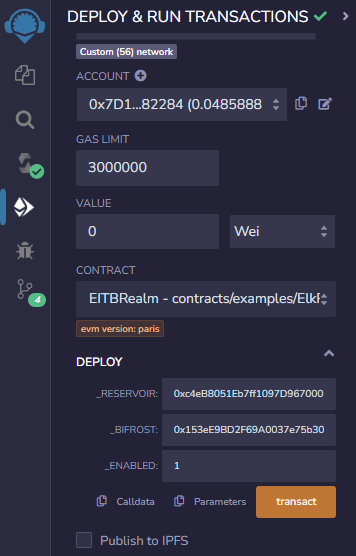 DEPLOY & RUN TRANSACTIONS
Custom (56) network
ACCOUNT
0x7D1...82284 (0.0485888
GAS LIMIT
3000000
VALUE
0 Wei
CONTRACT
EITBRealm - contracts/examples/ElkF
evm version: paris
DEPLOY
_RESERVOIR: 0xc4eB8051Eb7ff1097D967000
_BIFROST: 0x153eE9BD2F69A0037e75b30
_ENABLED: 1
4
Calldata Parameters transact
Publish to IPFS